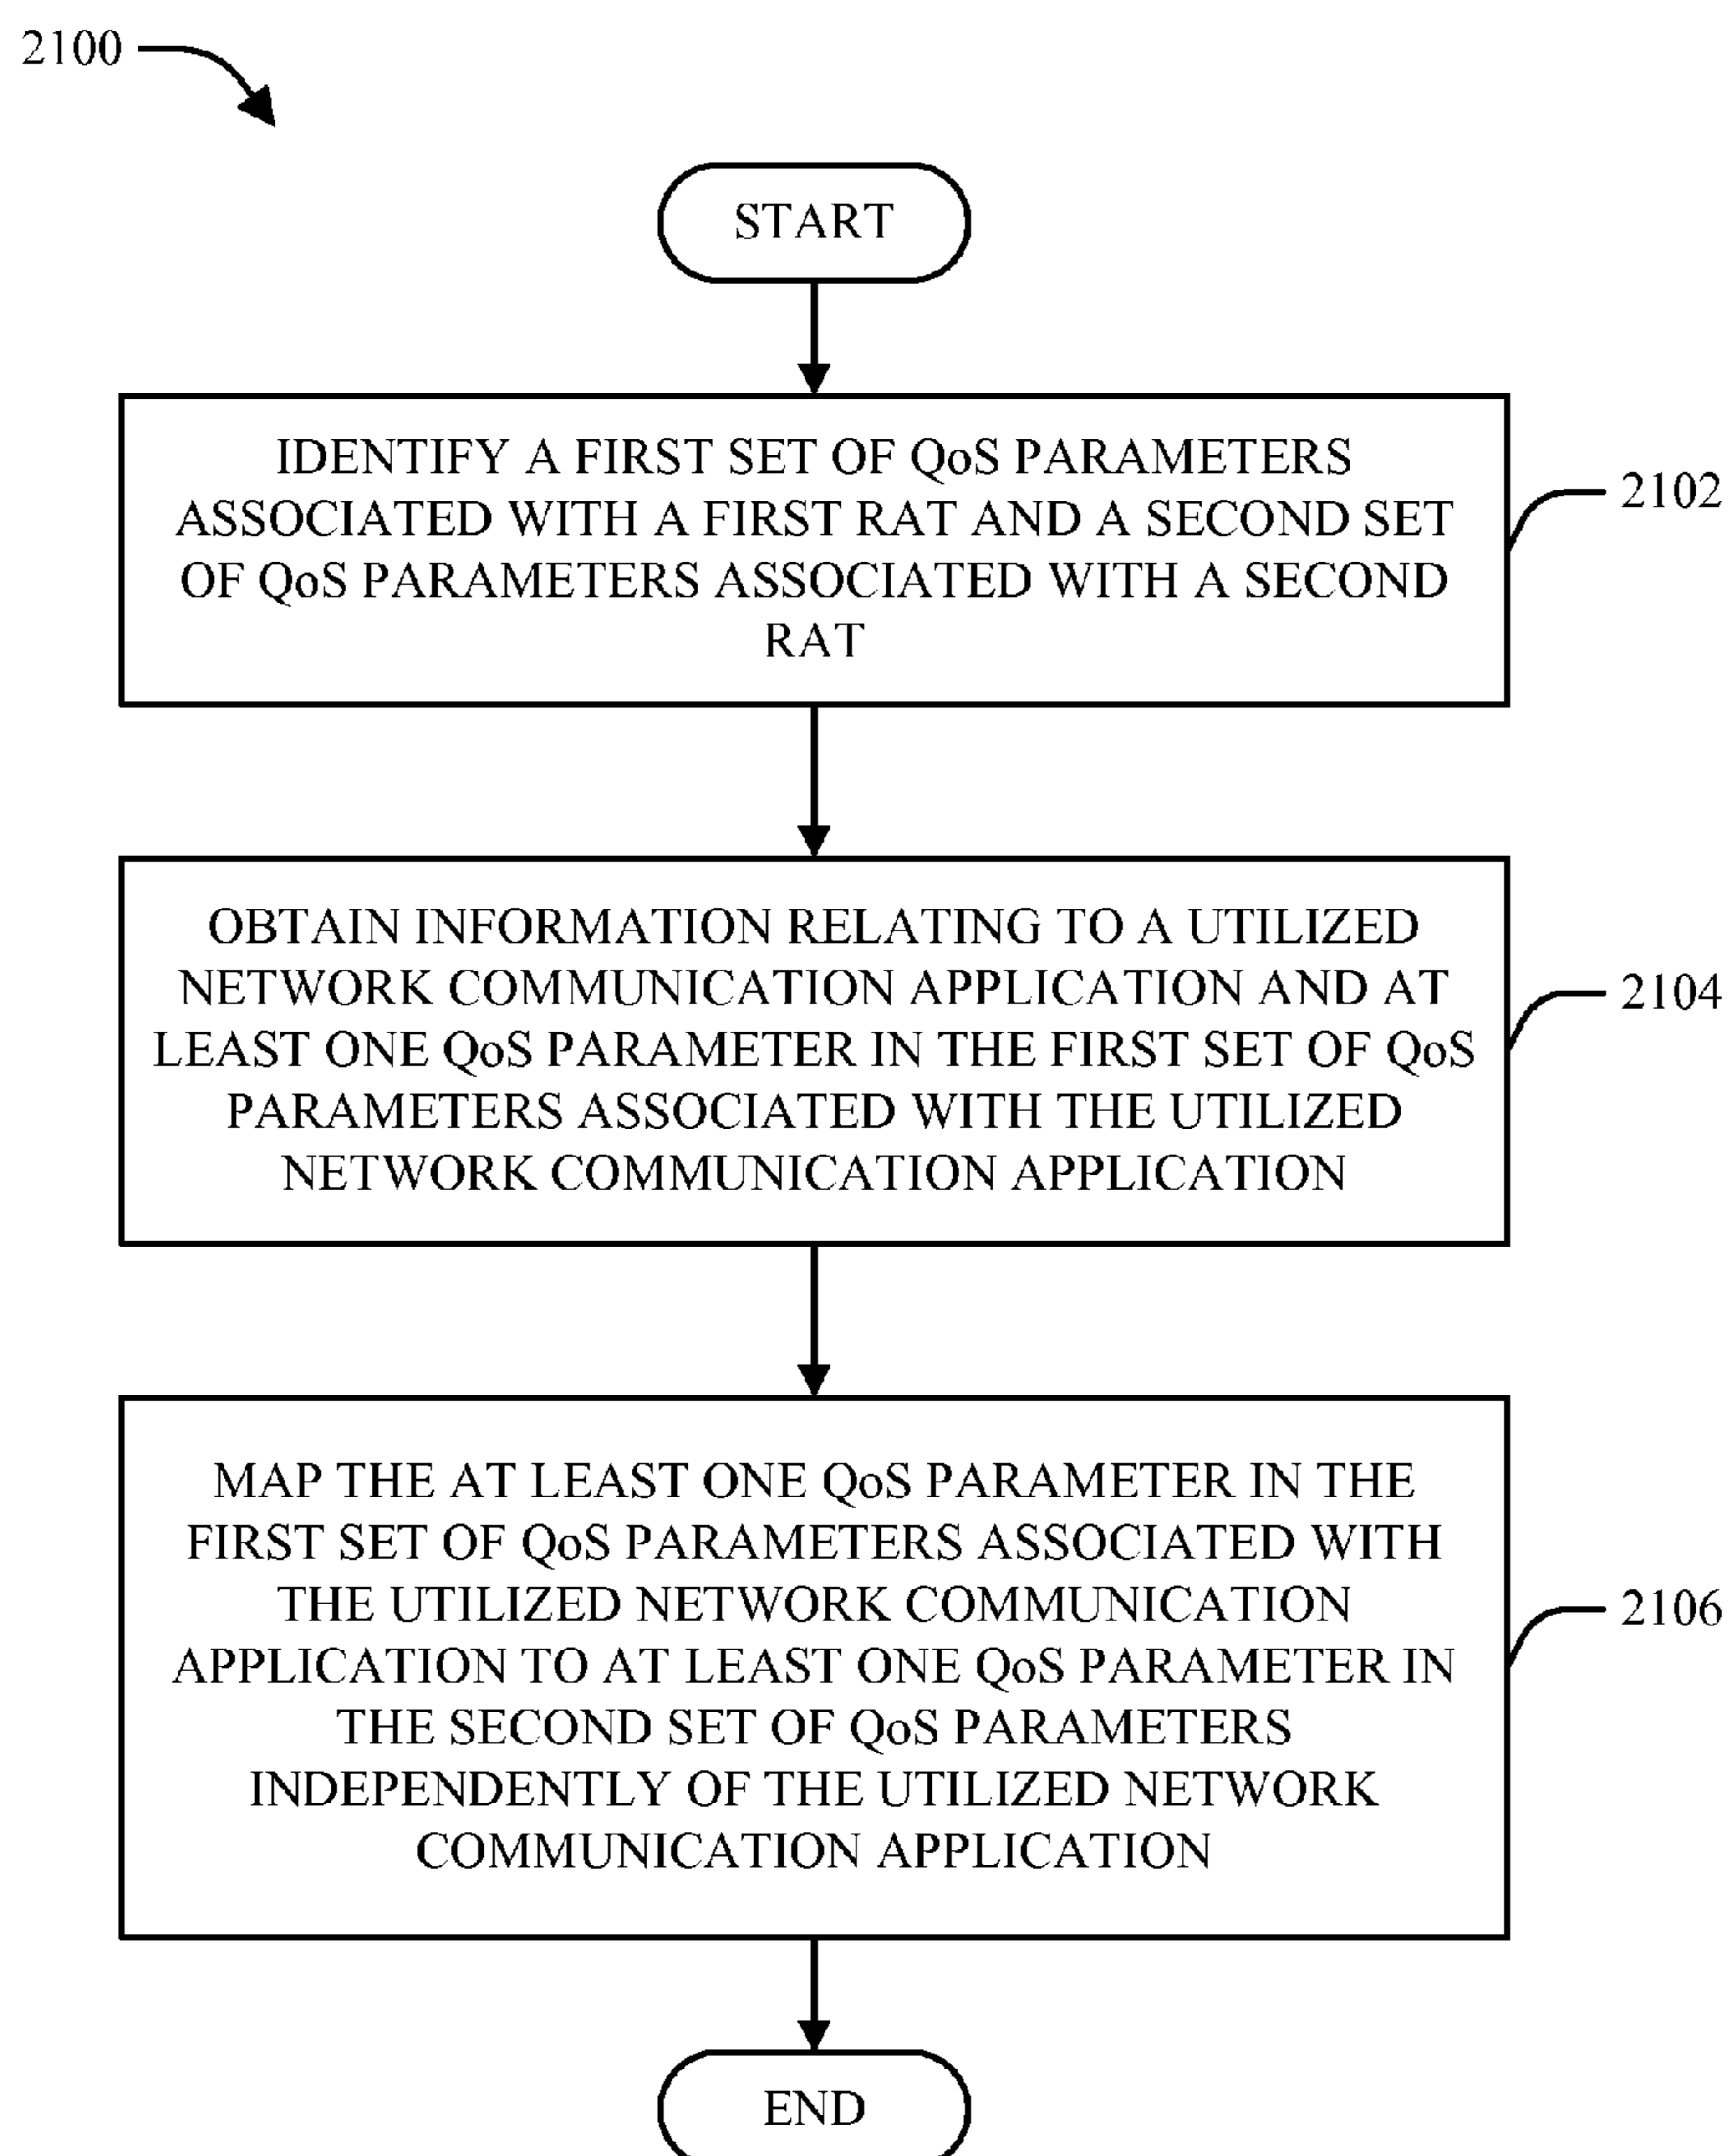 2100
START
IDENTIFY A FIRST SET OF QoS PARAMETERS
ASSOCIATED WITH A FIRST RAT AND A SECOND SET
OF QoS PARAMETERS ASSOCIATED WITH A SECOND
RAT
2102
OBTAIN INFORMATION RELATING TO A UTILIZED
NETWORK COMMUNICATION APPLICATION AND AT
LEAST ONE QoS PARAMETER IN THE FIRST SET OF QoS
PARAMETERS ASSOCIATED WITH THE UTILIZED
NETWORK COMMUNICATION APPLICATION
2104
MAP THE AT LEAST ONE QoS PARAMETER IN THE
FIRST SET OF QoS PARAMETERS ASSOCIATED WITH
THE UTILIZED NETWORK COMMUNICATION
APPLICATION TO AT LEAST ONE QoS PARAMETER IN
THE SECOND SET OF QoS PARAMETERS
INDEPENDENTLY OF THE UTILIZED NETWORK
COMMUNICATION APPLICATION
2106
END